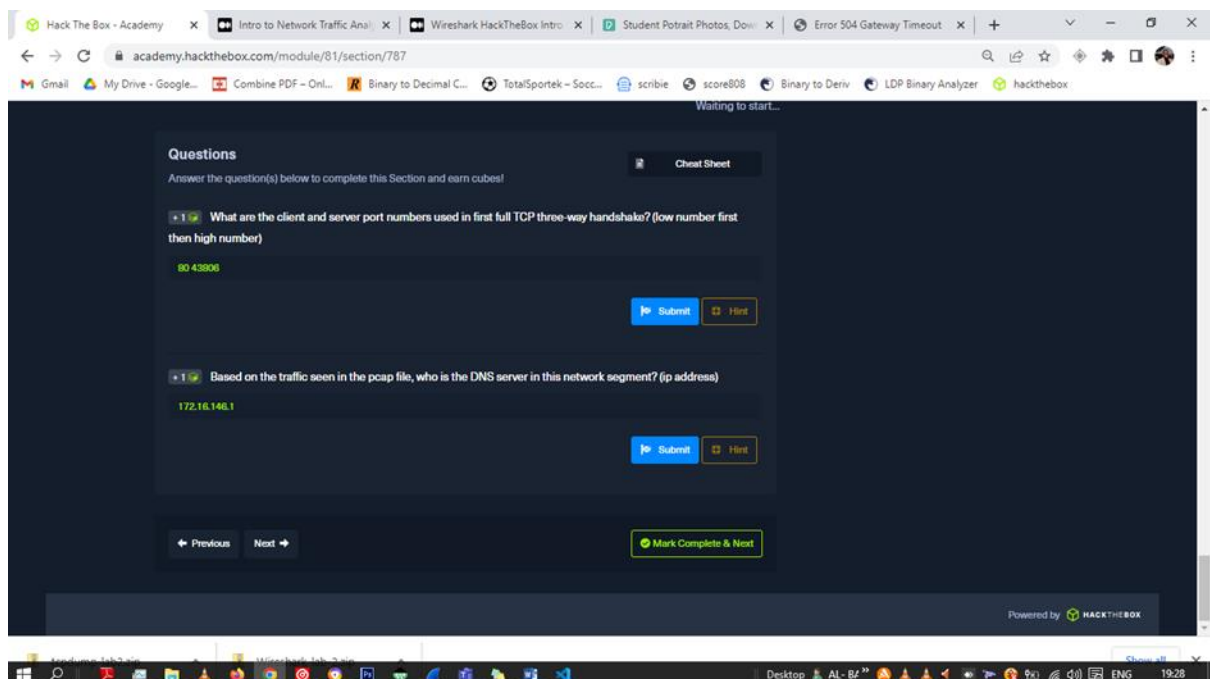 Hack The Box - Academy
Intro to Network Traffic Anal
Wireshark HackTheBox Intro
Student Potrait Photos, Dow
Error 504 Gateway Timeout
academy.hackthebox.com/module/81/section/787
Gmail My Drive - Google... Combine PDF – Onl... Binary to Decimal C... TotalSportek – Socc... scribie score808 Binary to Deriv LDP Binary Analyzer hackthebox
Waiting to start...
Questions
Cheat Sheet
Answer the question(s) below to complete this Section and earn cubes!
+ 1 What are the client and server port numbers used in first full TCP three-way handshake? (low number first
then high number)
80 43806
Submit Hint
+ 1 Based on the traffic seen in the pcap file, who is the DNS server in this network segment? (ip address)
172.16.146.1
Submit Hint
Previous Next Mark Complete & Next
Powered by HACKTHEBOX
Show all
Desktop AL- BA ENG 19:28